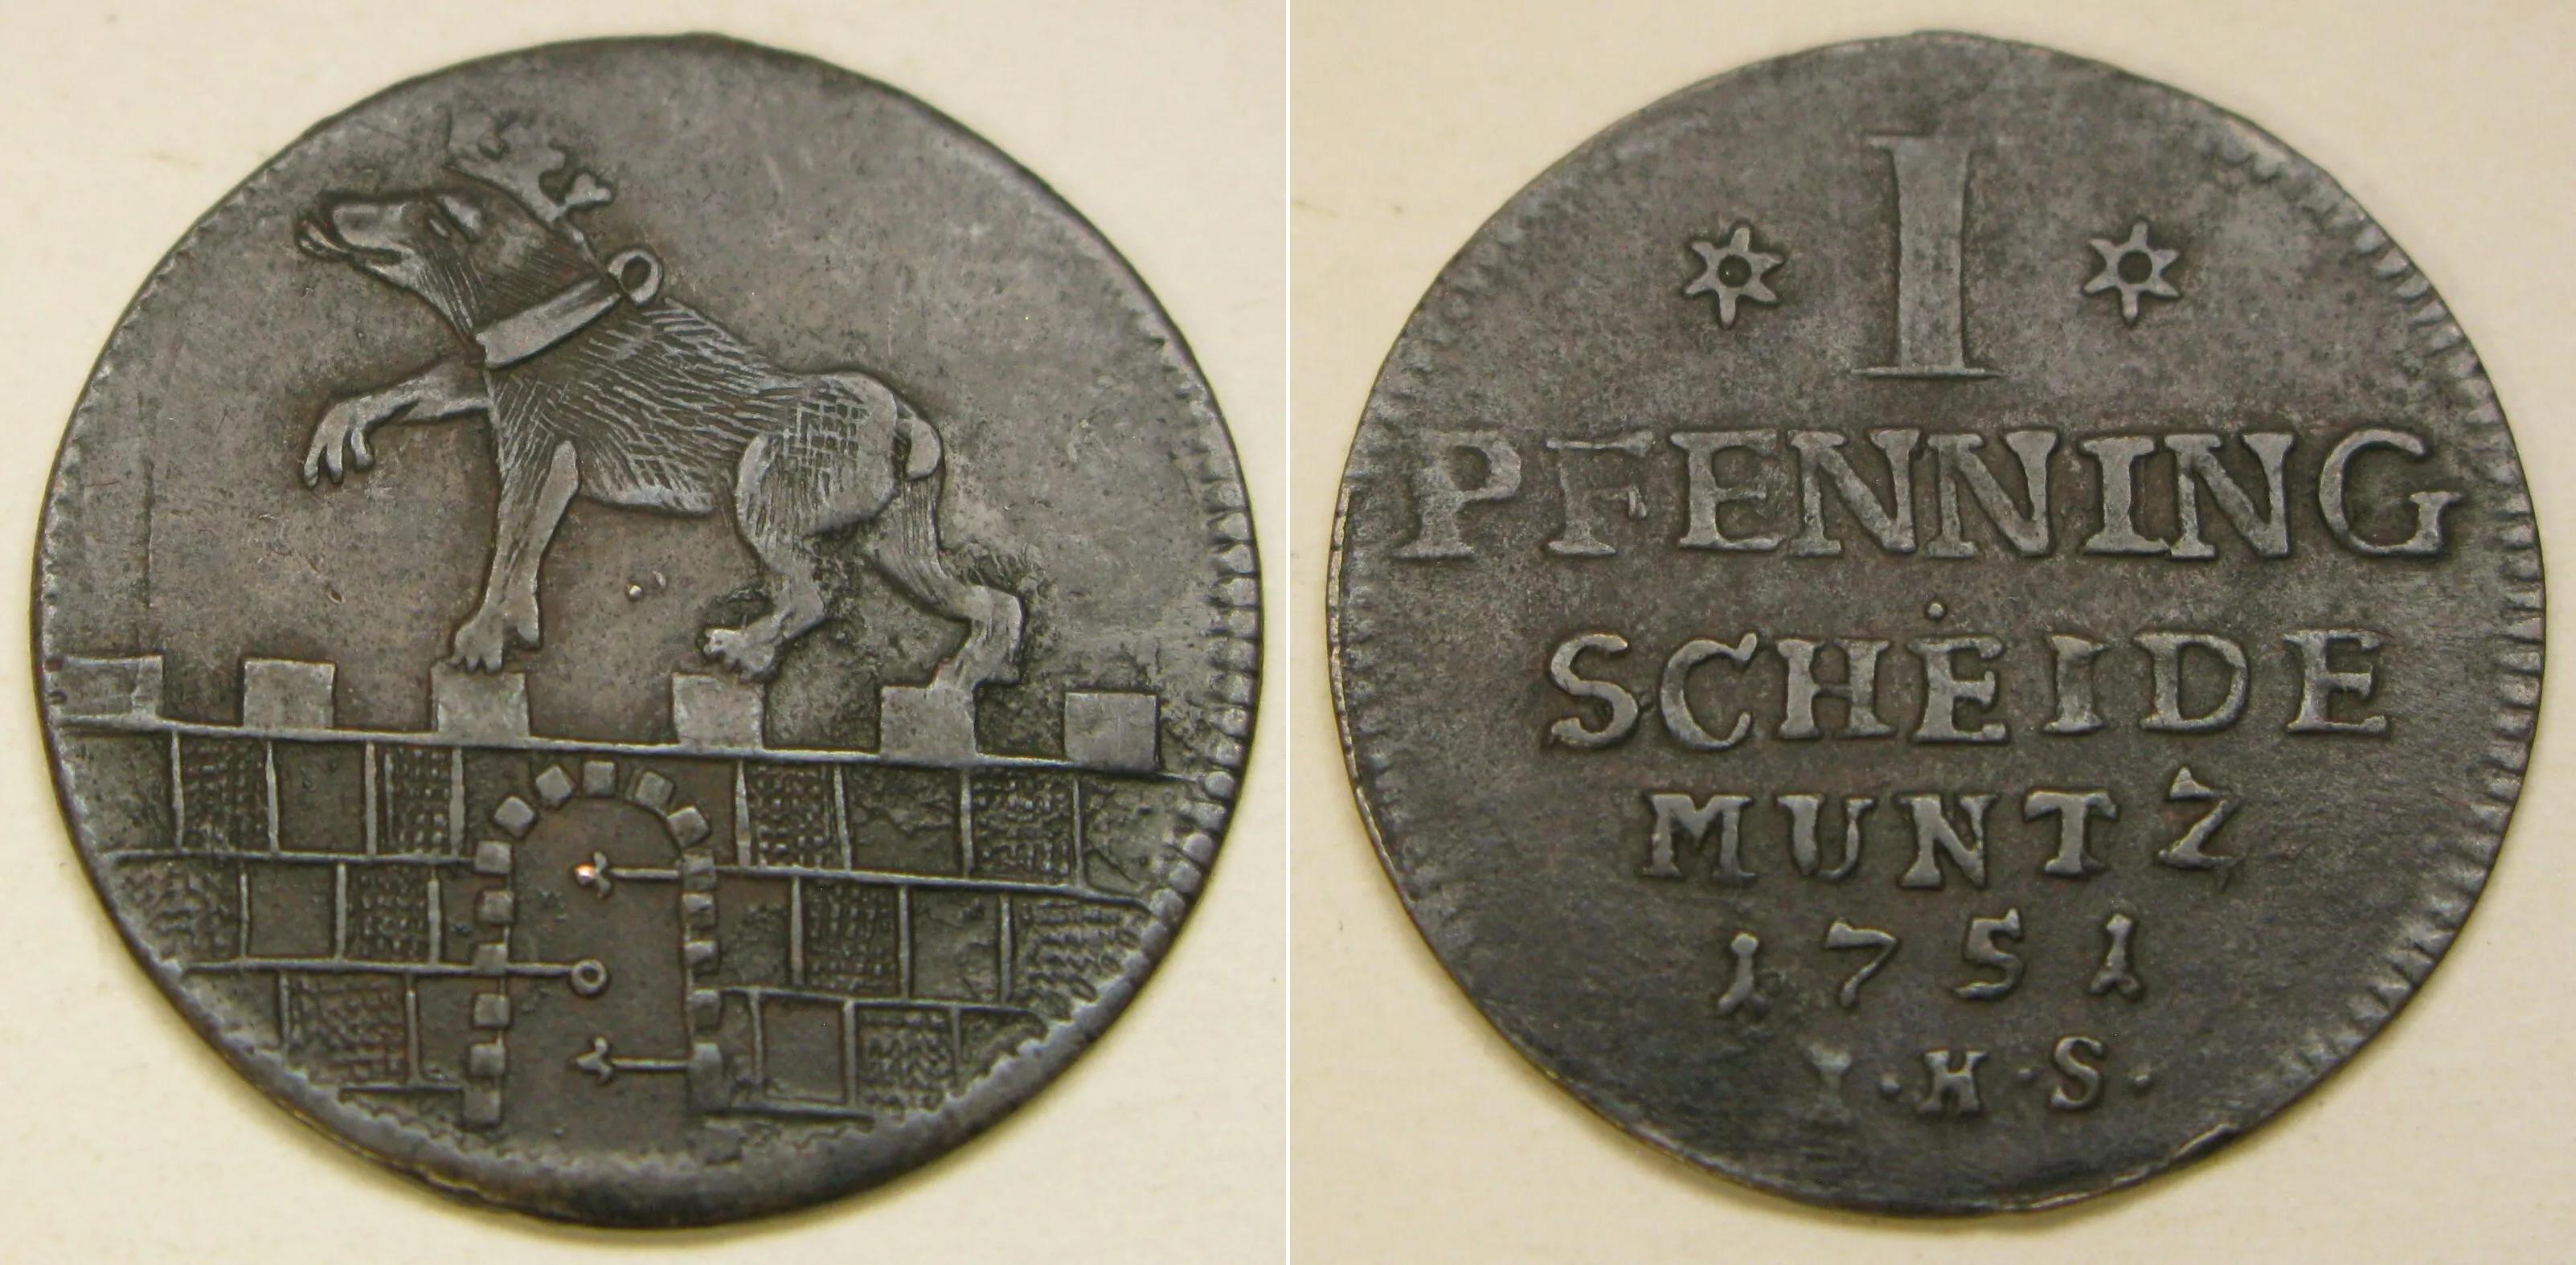 I
PFENNING
SCHEIDE
MUNTZ
1751
I·H·S·